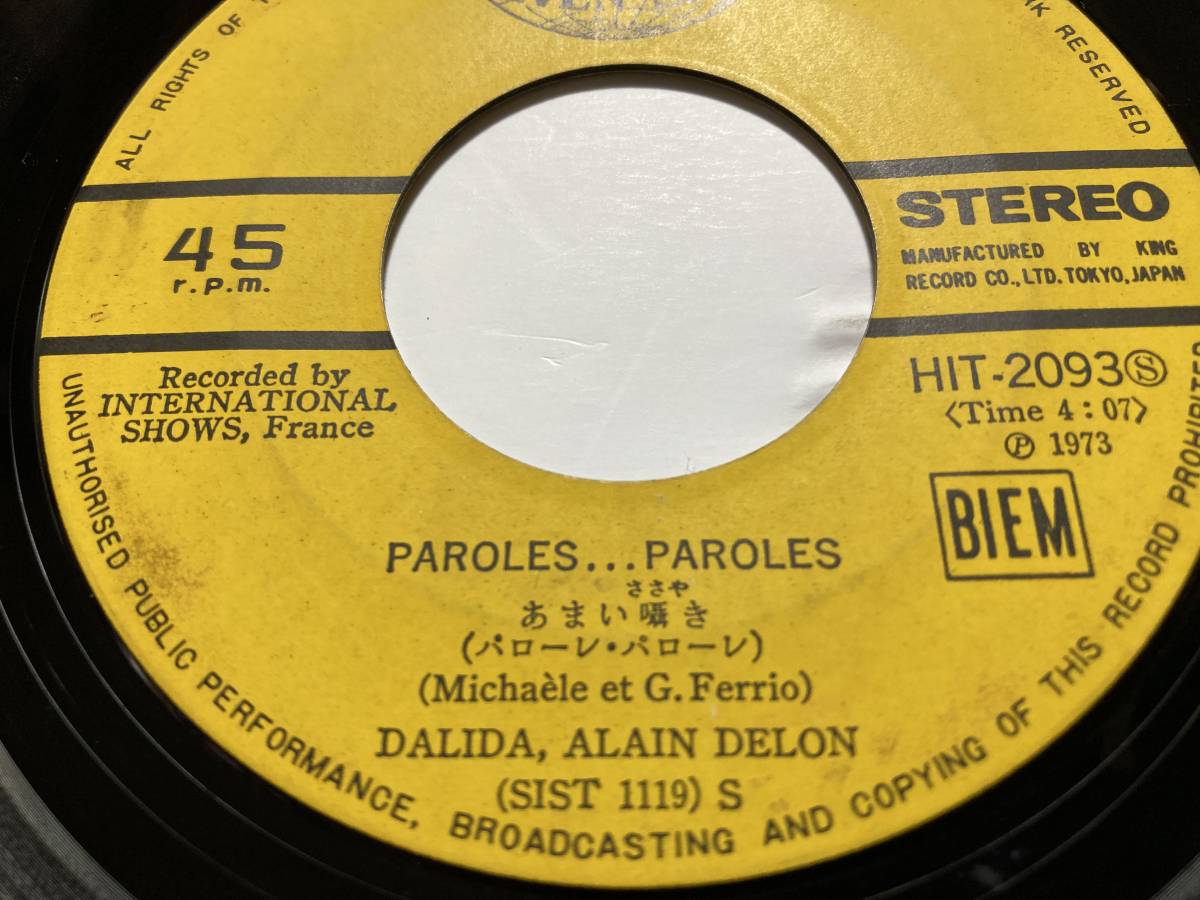 ALL RIGHTS OF
RK RESERVED
45
r.p.m.
STEREO
MANUFACTURED BY KING
RECORD CO., LTD. TOKYO, JAPAN
Recorded by
INTERNATIONAL
SHOWS, France
HIT-2093Ⓢ
〈Time 4:07〉
Ⓟ 1973
BIEM
PAROLES...PAROLES
ささや
あまい囁き
(パローレ・パローレ)
(Michaèle et G. Ferrio)
DALIDA, ALAIN DELON
(SIST 1119) S
UNAUTHORISED PUBLIC PERFORMANCE, BROADCASTING AND COPYING OF THIS RECORD PROHIBITED